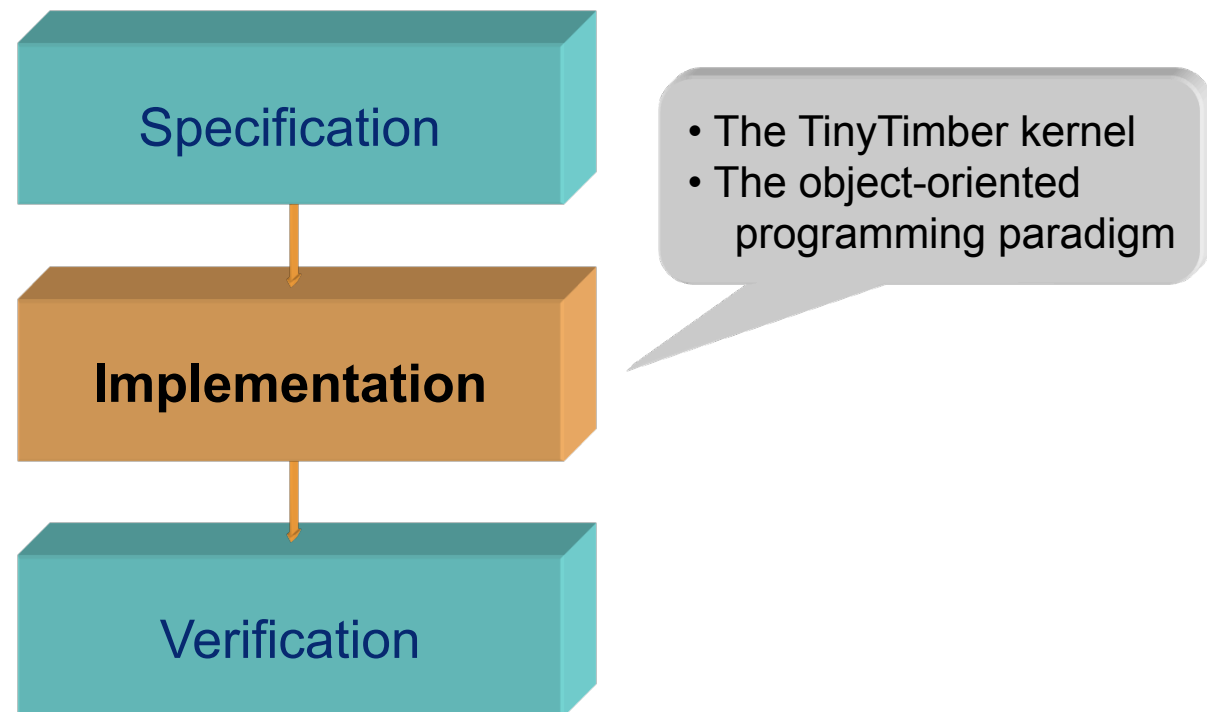 Specification
• The TinyTimber kernel
• The object-oriented
programming paradigm
Implementation
Verification